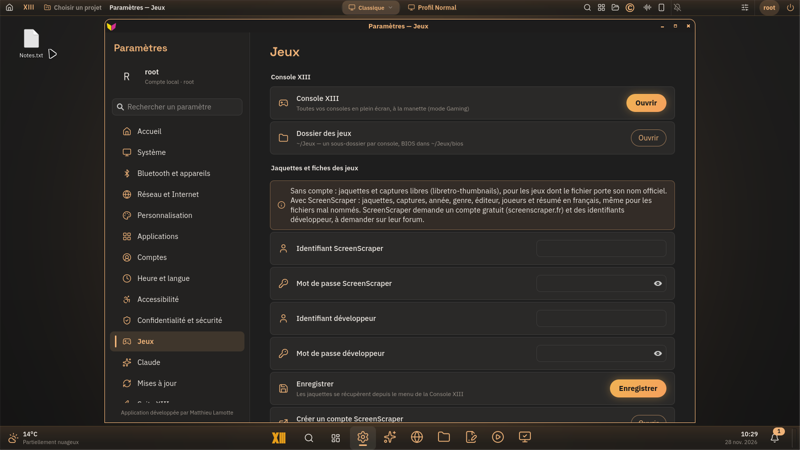 XIII
Choisir un projet
Paramètres — Jeux
Classique
Profil Normal
root
Notes.txt
Paramètres — Jeux
Paramètres
R
root
Compte local · root
Rechercher un paramètre
Accueil
Système
Bluetooth et appareils
Réseau et Internet
Personnalisation
Applications
Comptes
Heure et langue
Accessibilité
Confidentialité et sécurité
Jeux
Claude
Mises à jour
Application développée par Matthieu Lamotte
Jeux
Console XIII
Console XIII
Toutes vos consoles en plein écran, à la manette (mode Gaming)
Ouvrir
Dossier des jeux
~/Jeux — un sous-dossier par console, BIOS dans ~/Jeux/bios
Ouvrir
Jaquettes et fiches des jeux
Sans compte : jaquettes et captures libres (libretro-thumbnails), pour les jeux dont le fichier porte son nom officiel.
Avec ScreenScraper : jaquettes, captures, année, genre, éditeur, joueurs et résumé en français, même pour les
fichiers mal nommés. ScreenScraper demande un compte gratuit (screenscraper.fr) et des identifiants
développeur, à demander sur leur forum.
Identifiant ScreenScraper
Mot de passe ScreenScraper
Identifiant développeur
Mot de passe développeur
Enregistrer
Les jaquettes se récupèrent depuis le menu de la Console XIII
Enregistrer
Créer un compte ScreenScraper
14°C
Partiellement nuageux
XIII
10:29
28 nov. 2026
1